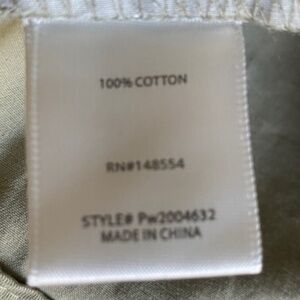 100% COTTON
RN#148554
STYLE# Pw2004632
MADE IN CHINA